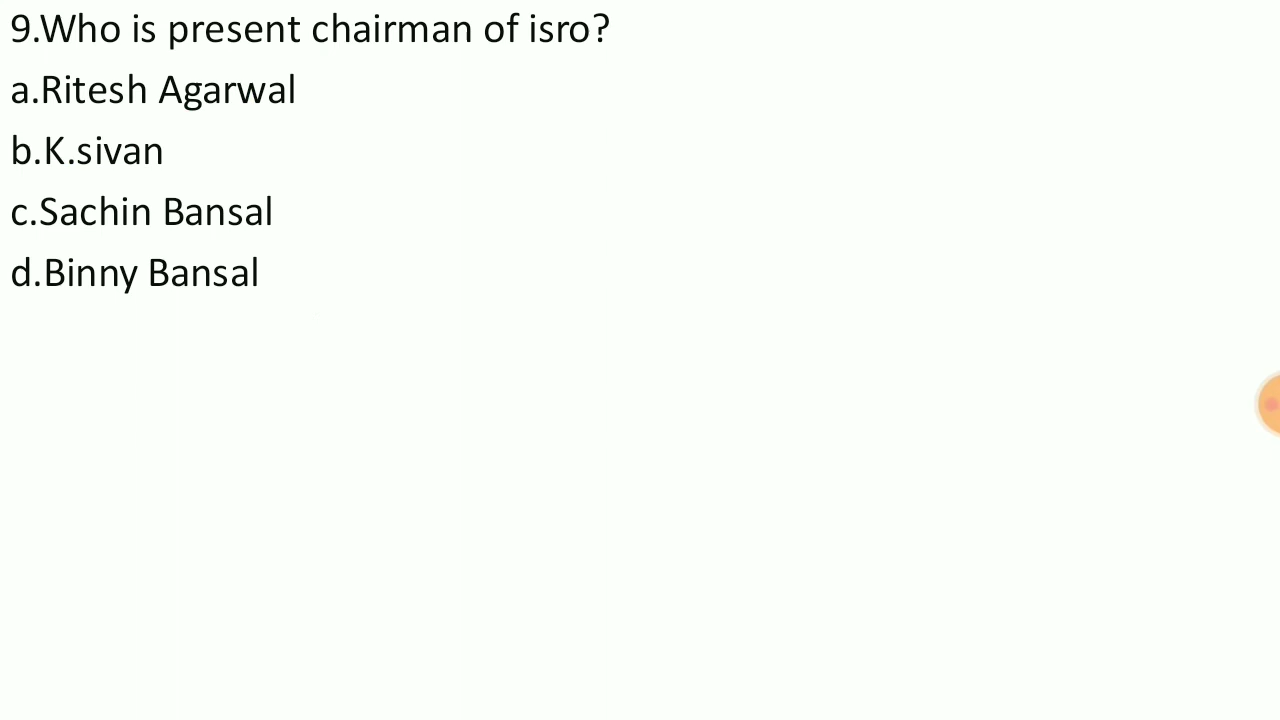 9.Who is present chairman of isro?
a.Ritesh Agarwal
b.K.sivan
c.Sachin Bansal
d.Binny Bansal